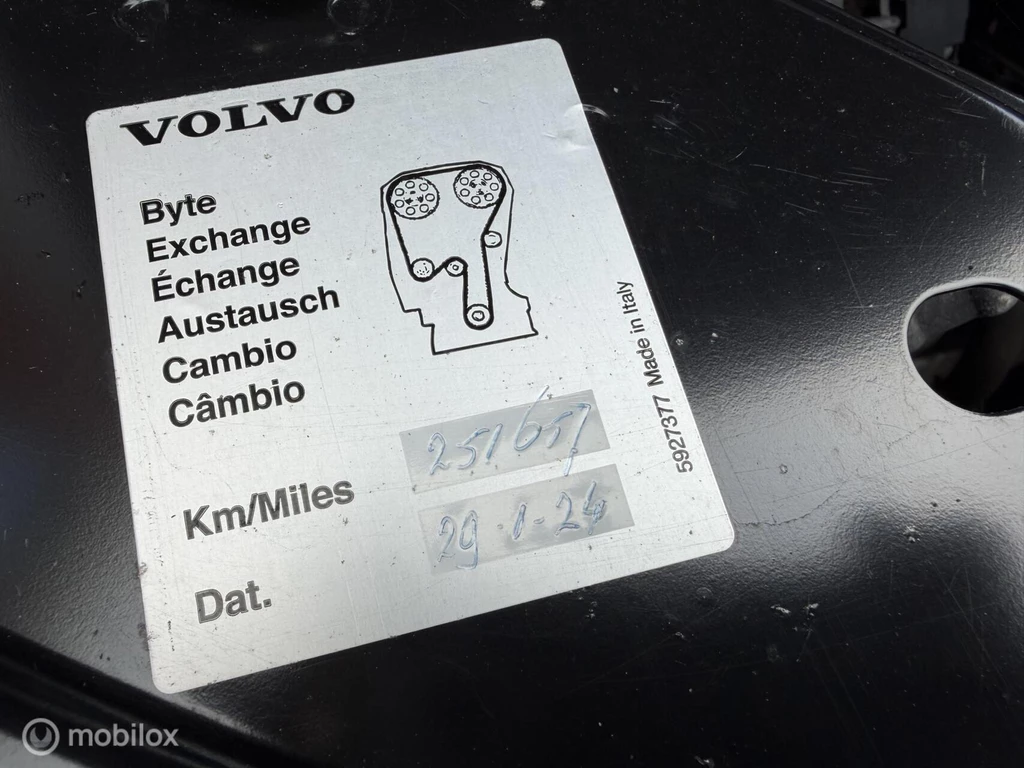 VOLVO
Byte
Exchange
Échange
Austausch
Cambio
Câmbio
Km/Miles
251657
Dat.
29-1-24
5927377 Made in Italy
mobilox